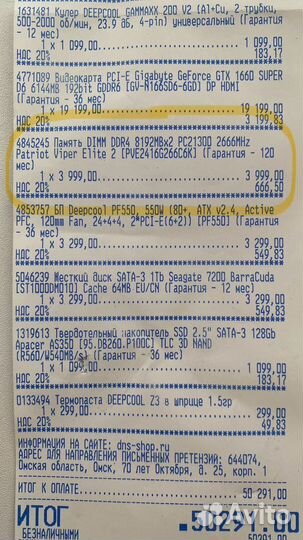 1631481 Кулер DEEPCOOL GAMMAXX 200 V2 (Al+Cu, 2 трубки,
500-2000 об/мин, 23.9 дБ, 4-pin) универсальный (Гарантия
- 12 мес)
1 x 1 099,00 1 099,00
НДС 20% 183,17
4771089 Видеокарта PCI-E Gigabyte GeForce GTX 1660 SUPER
D6 6144MB 192bit GDDR6 [GV-N166SD6-6GD] DP HDMI
(Гарантия - 36 мес)
1 x 19 199,00 19 199,00
НДС 20% 3 199,83
4845245 Память DIMM DDR4 8192MBx2 PC21300 2666MHz
Patriot Viper Elite 2 [PVE2416G266C6K] (Гарантия - 120
мес)
1 x 3 999,00 3 999,00
НДС 20% 666,50
4853757 БП Deepcool PF550, 550W (80+, ATX v2.4, Active
PFC, 120mm Fan, 24+4+4, 2*PCI-E(6+2)) [PF550] (Гарантия
- 36 мес)
1 x 3 299,00 3 299,00
НДС 20% 549,83
5046239 Жесткий диск SATA-3 1Tb Seagate 7200 BarraCuda
[ST1000DM010] Cache 64MB EU/CN (Гарантия - мес)
1 x 3 299,00 3 299,00
НДС 20% 549,83
1319613 Твердотельный накопитель SSD 2.5" SATA-3 128Gb
Apacer AS350 [95.DB260.P100C] TLC 3D NAND
(R560/W540MB/s) (Гарантия - 36 мес)
1 x 1 099,00 1 099,00
НДС 20% 183,17
0133494 Термопаста DEEPCOOL Z3 в шприце 1.5гр
1 x 299,00 299,00
НДС 20% 49,83
ИНФОРМАЦИЯ НА САЙТЕ: dns-shop.ru
АДРЕС ДЛЯ НАПРАВЛЕНИЯ ПИСЬМЕННЫХ ПРЕТЕНЗИЙ: 644074,
Омская область, Омск, 70 лет Октября, д. 25, корп. 1
ИТОГ К ОПЛАТЕ 50 291,00
ИТОГ 50291,00
БЕЗНАЛИЧНЫМИ 50291,00
Avito